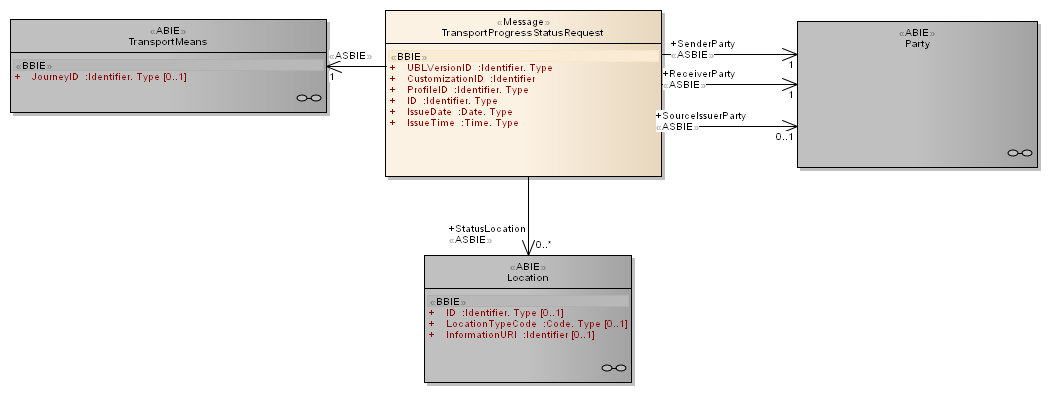 «ABIE»
TransportMeans
«BBIE»
+ JourneyID :Identifier. Type [0..1]
«ASBIE»
1
«Message»
TransportProgressStatusRequest
«BBIE»
+ UBLVersionID :Identifier. Type
+ CustomizationID :Identifier
+ ProfileID :Identifier. Type
+ ID :Identifier. Type
+ IssueDate :Date. Type
+ IssueTime :Time. Type
+SenderParty
«ASBIE»
1
+ReceiverParty
«ASBIE»
1
+SourceIssuerParty
«ASBIE»
0..1
«ABIE»
Party
+StatusLocation
«ASBIE»
0..*
«ABIE»
Location
«BBIE»
+ ID :Identifier. Type [0..1]
+ LocationTypeCode :Code. Type [0..1]
+ InformationURI :Identifier [0..1]